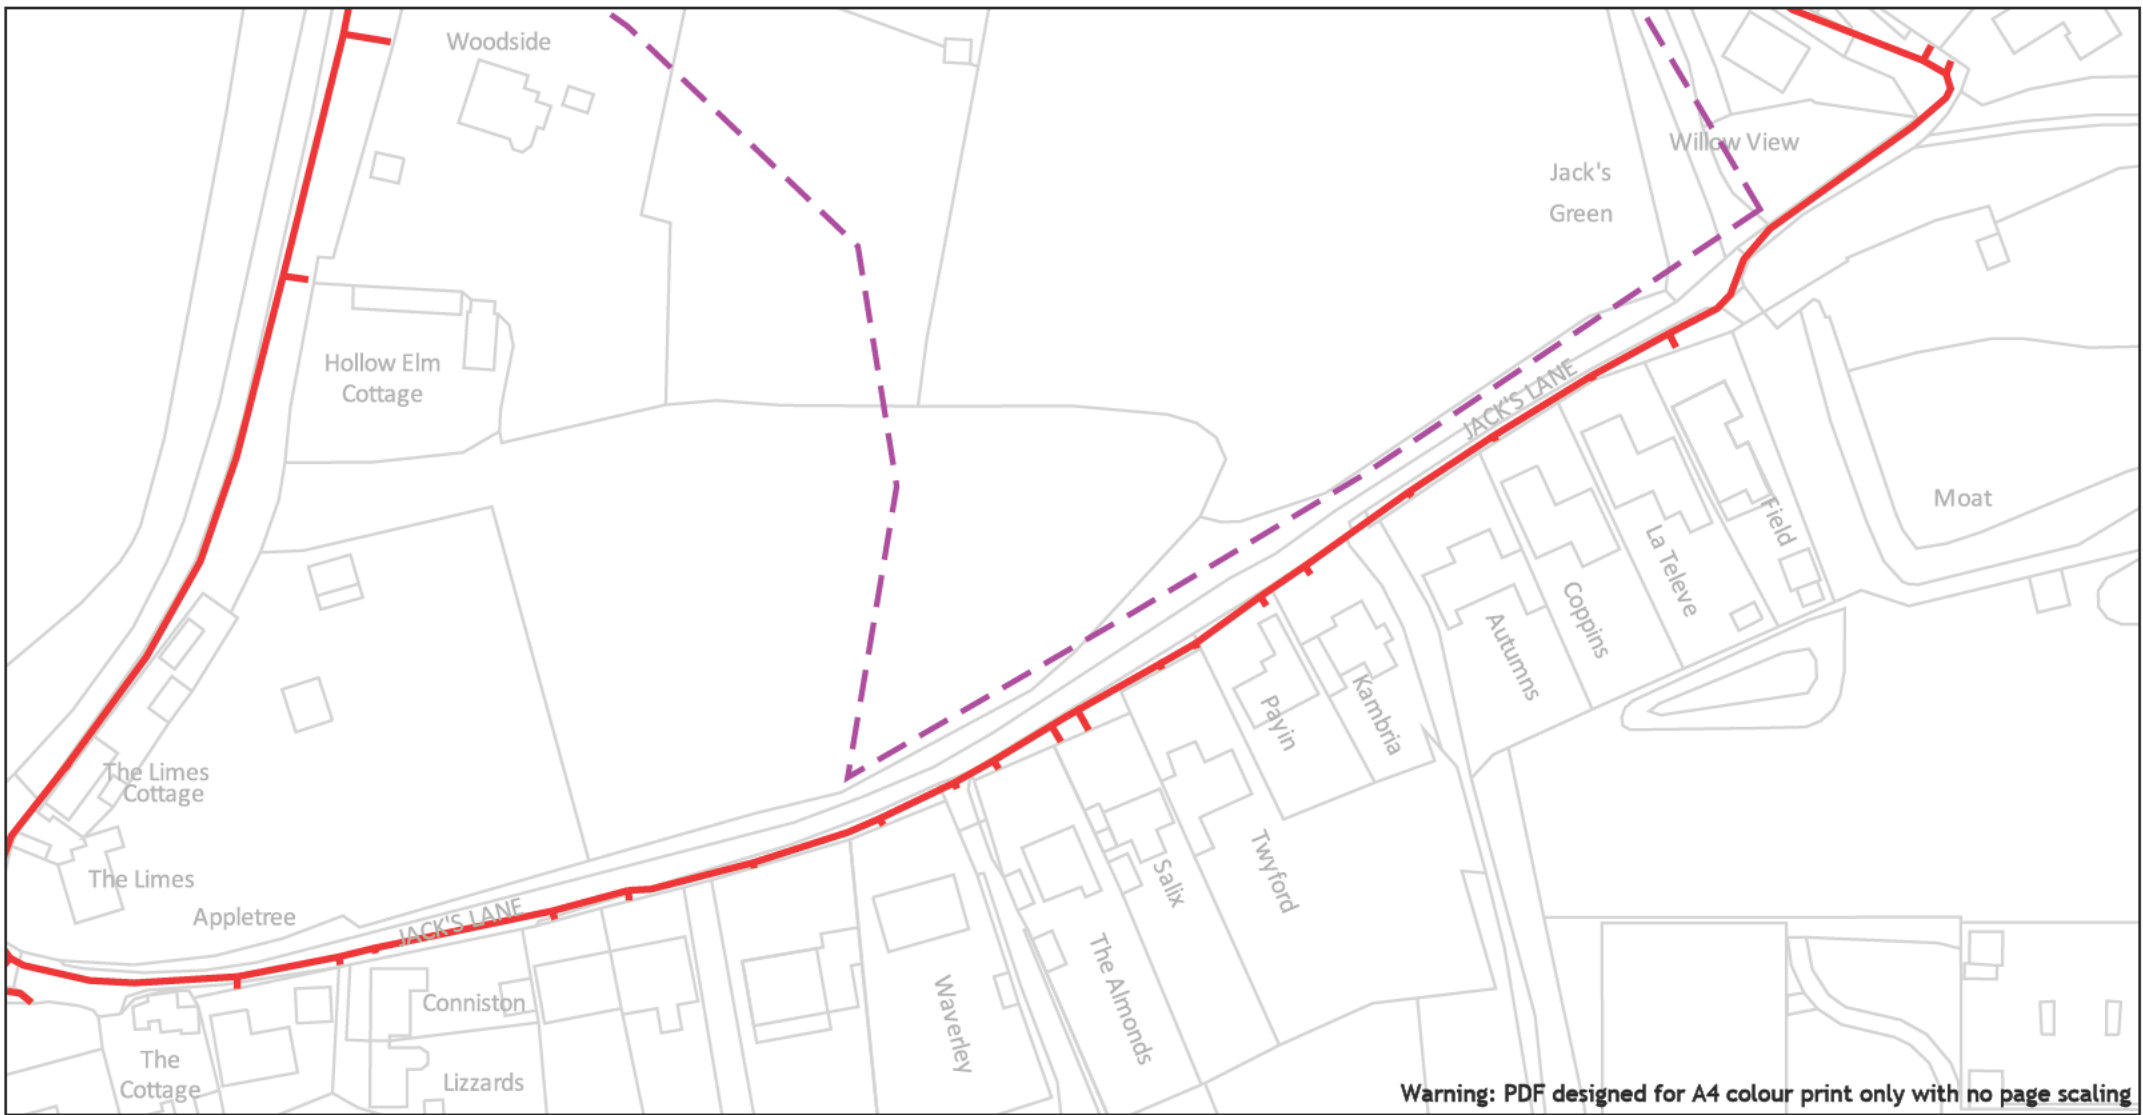 Woodside
Willow View
Jack's
Green
Hollow Elm
Cottage
JACK'S LANE
Moat
Field
La Televe
Coppins
Autumns
Kambria
Payin
The Limes
Cottage
Twyford
Salix
The Limes
Appletree
JACK'S LANE
The Almonds
Waverley
Conniston
The
Cottage
Lizzards
Warning: PDF designed for A4 colour print only with no page scaling